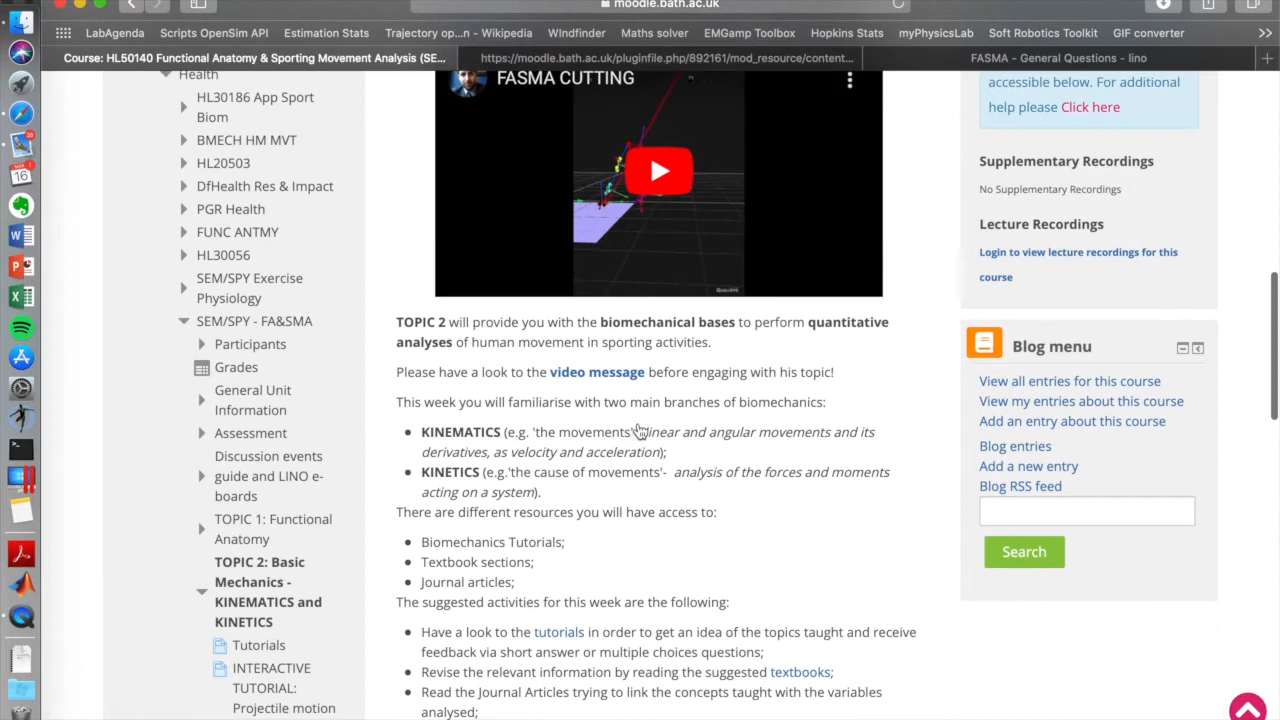 moodle.bath.ac.uk
LabAgenda
Scripts OpenSim API
Estimation Stats
Trajectory op...n - Wikipedia
WIndfinder
Maths solver
EMGamp Toolbox
Hopkins Stats
myPhysicsLab
Soft Robotics Toolkit
GIF converter
Course: HL50140 Functional Anatomy & Sporting Movement Analysis (SE...
https://moodle.bath.ac.uk/pluginfile.php/892161/mod_resource/content...
FASMA - General Questions - lino
Health
HL30186 App Sport
Biom
BMECH HM MVT
HL20503
DfHealth Res & Impact
PGR Health
FUNC ANTMY
HL30056
SEM/SPY Exercise
Physiology
SEM/SPY - FA&SMA
Participants
Grades
General Unit
Information
Assessment
Discussion events
guide and LINO e-
boards
TOPIC 1: Functional
Anatomy
TOPIC 2: Basic
Mechanics -
KINEMATICS and
KINETICS
Tutorials
INTERACTIVE
TUTORIAL:
Projectile motion
FASMA CUTTING
TOPIC 2 will provide you with the biomechanical bases to perform quantitative
analyses of human movement in sporting activities.
Please have a look to the video message before engaging with his topic!
This week you will familiarise with two main branches of biomechanics:
KINEMATICS (e.g. 'the movements' linear and angular movements and its
derivatives, as velocity and acceleration);
KINETICS (e.g.'the cause of movements'- analysis of the forces and moments
acting on a system).
There are different resources you will have access to:
Biomechanics Tutorials;
Textbook sections;
Journal articles;
The suggested activities for this week are the following:
Have a look to the tutorials in order to get an idea of the topics taught and receive
feedback via short answer or multiple choices questions;
Revise the relevant information by reading the suggested textbooks;
Read the Journal Articles trying to link the concepts taught with the variables
analysed;
accessible below. For additional
help please Click here
Supplementary Recordings
No Supplementary Recordings
Lecture Recordings
Login to view lecture recordings for this
course
Blog menu
View all entries for this course
View my entries about this course
Add an entry about this course
Blog entries
Add a new entry
Blog RSS feed
Search